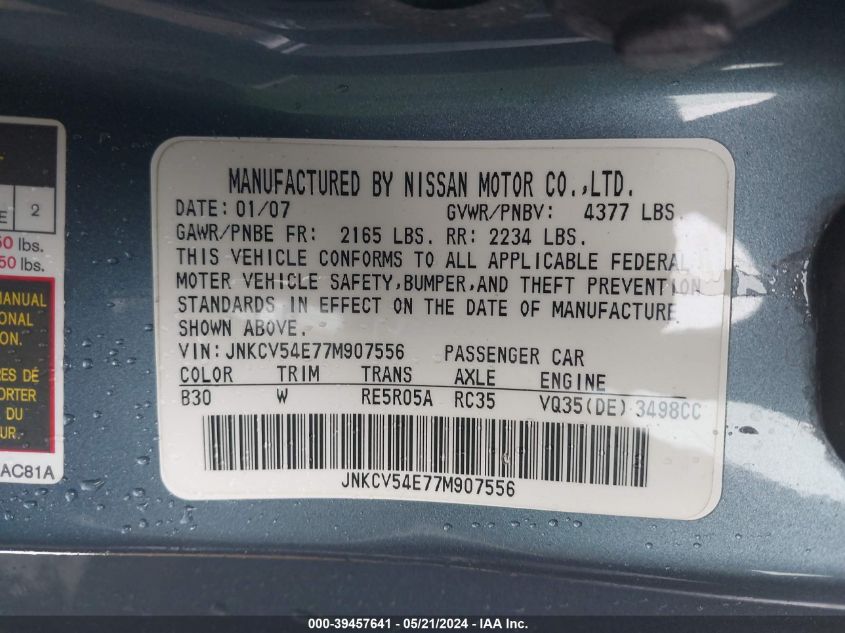 MANUFACTURED BY NISSAN MOTOR CO.,LTD.
DATE: 01/07 GVWR/PNBV: 4377 LBS.
GAWR/PNBE FR: 2165 LBS. RR: 2234 LBS.
THIS VEHICLE CONFORMS TO ALL APPLICABLE FEDERAL
MOTER VEHICLE SAFETY,BUMPER,AND THEFT PREVENTION
STANDARDS IN EFFECT ON THE DATE OF MANUFACTURE
SHOWN ABOVE.
VIN: JNKCV54E77M907556 PASSENGER CAR
COLOR TRIM TRANS AXLE ENGINE
B30 W RE5R05A RC35 VQ35(DE) 3498CC
JNKCV54E77M907556
E 2
lbs.
50 lbs.
MANUAL
ONAL
ON.
RES DÉ
ORTER
DU
UR.
AC81A
000-39457641 - 05/21/2024 - IAA Inc.